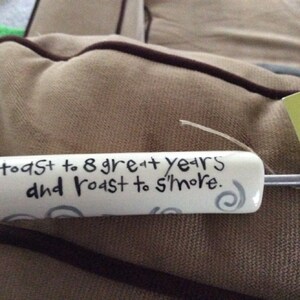 toast to 8 great years
and roast to s'more.